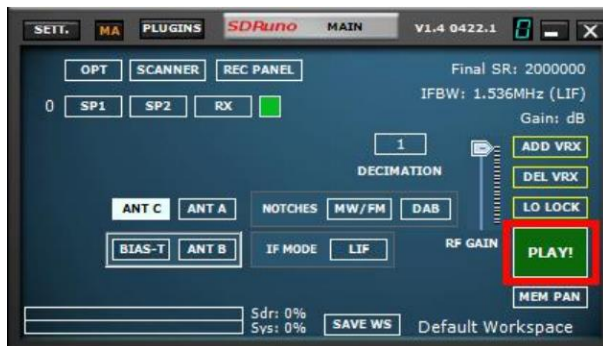 SETT. MA PLUGINS SDRuno MAIN V1.4 0422.1
OPT SCANNER REC PANEL Final SR: 2000000
IFBW: 1.536MHz (LIF)
0 SP1 SP2 RX Gain: dB
1 ADD VRX
DECIMATION DEL VRX
ANT C ANT A NOTCHES MW/FM DAB LO LOCK
BIAS-T ANT B IF MODE LIF RF GAIN PLAY!
MEM PAN
Sdr: 0%
Sys: 0% SAVE WS Default Workspace